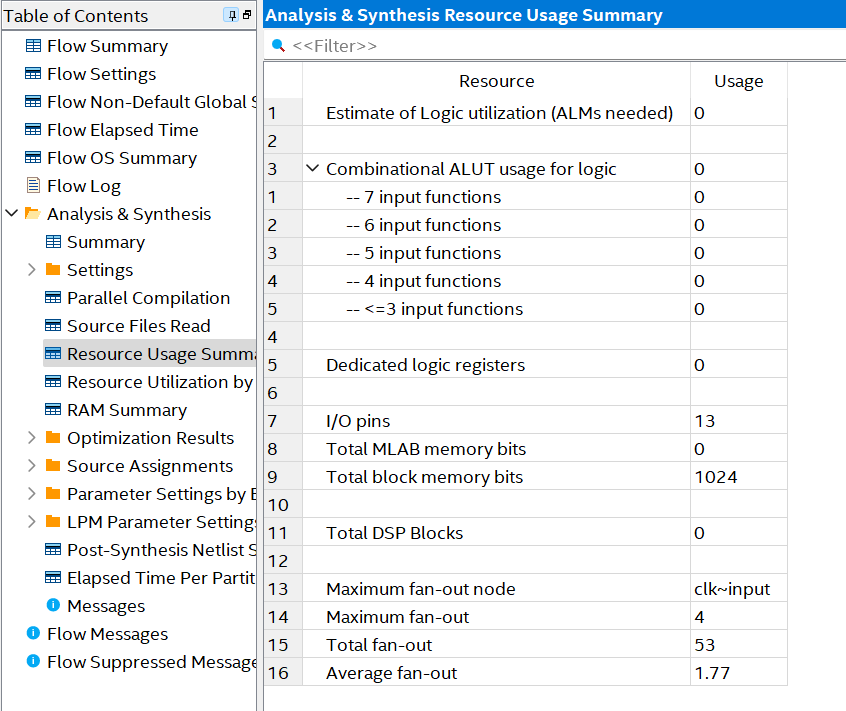 Table of Contents
Flow Summary
Flow Settings
Flow Non-Default Global S
Flow Elapsed Time
Flow OS Summary
Flow Log
Analysis & Synthesis
Summary
Settings
Parallel Compilation
Source Files Read
Resource Usage Summa
Resource Utilization by
RAM Summary
Optimization Results
Source Assignments
Parameter Settings by E
LPM Parameter Settings
Post-Synthesis Netlist S
Elapsed Time Per Partit
Messages
Flow Messages
Flow Suppressed Message
Analysis & Synthesis Resource Usage Summary
<<Filter>>
Resource Usage
1 Estimate of Logic utilization (ALMs needed) 0
2
3 Combinational ALUT usage for logic 0
1 -- 7 input functions 0
2 -- 6 input functions 0
3 -- 5 input functions 0
4 -- 4 input functions 0
5 -- <=3 input functions 0
4
5 Dedicated logic registers 0
6
7 I/O pins 13
8 Total MLAB memory bits 0
9 Total block memory bits 1024
10
11 Total DSP Blocks 0
12
13 Maximum fan-out node clk~input
14 Maximum fan-out 4
15 Total fan-out 53
16 Average fan-out 1.77